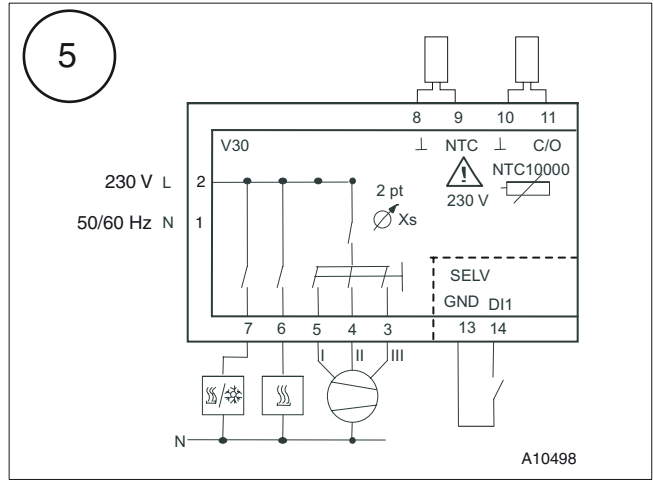 5
8 9 10 11
V30 ⊥ NTC ⊥ C/O
NTC10000
230 V L 2
2 pt
230 V
50/60 Hz N 1
Xs
SELV
GND DI1
7 6 5 4 3 13 14
I II III
N
A10498